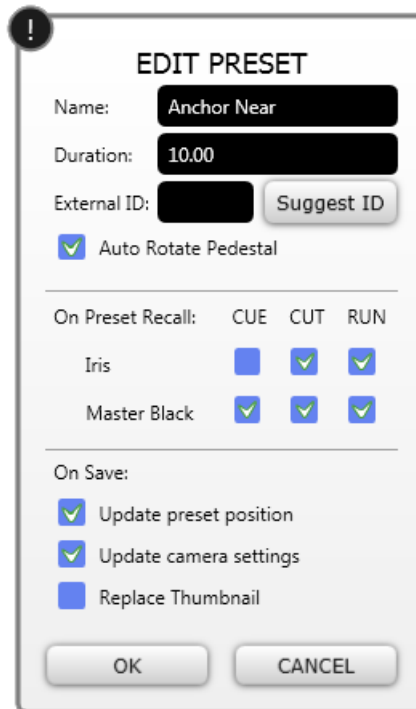 !
EDIT PRESET
Name: Anchor Near
Duration: 10.00
External ID: Suggest ID
Auto Rotate Pedestal
On Preset Recall: CUE CUT RUN
Iris
Master Black
On Save:
Update preset position
Update camera settings
Replace Thumbnail
OK CANCEL